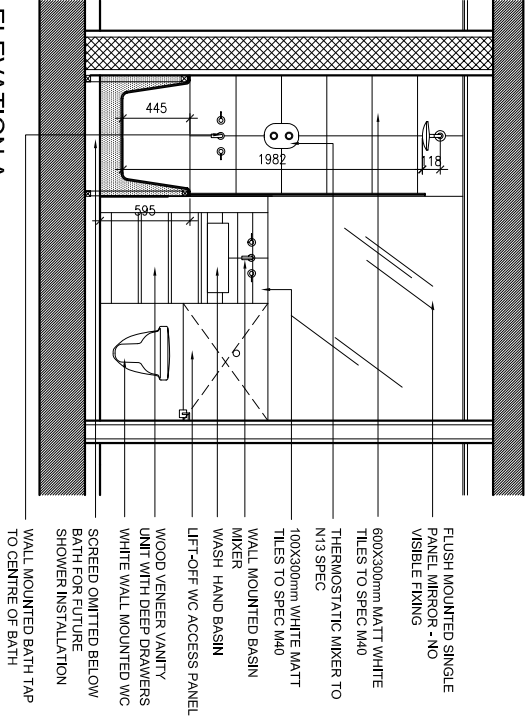 445
1982
118
595
FLUSH MOUNTED SINGLE
PANEL MIRROR - NO
VISIBLE FIXING
600X300mm MATT WHITE
TILES TO SPEC M40
THERMOSTATIC MIXER TO
N13 SPEC
100X300mm WHITE MATT
TILES TO SPEC M40
WALL MOUNTED BASIN
MIXER
WASH HAND BASIN
LIFT-OFF WC ACCESS PANEL
WOOD VENEER VANITY
UNIT WITH DEEP DRAWERS
WHITE WALL MOUNTED WC
SCREED OMITTED BELOW
BATH FOR FUTURE
SHOWER INSTALLATION
WALL MOUNTED BATH TAP
TO CENTRE OF BATH